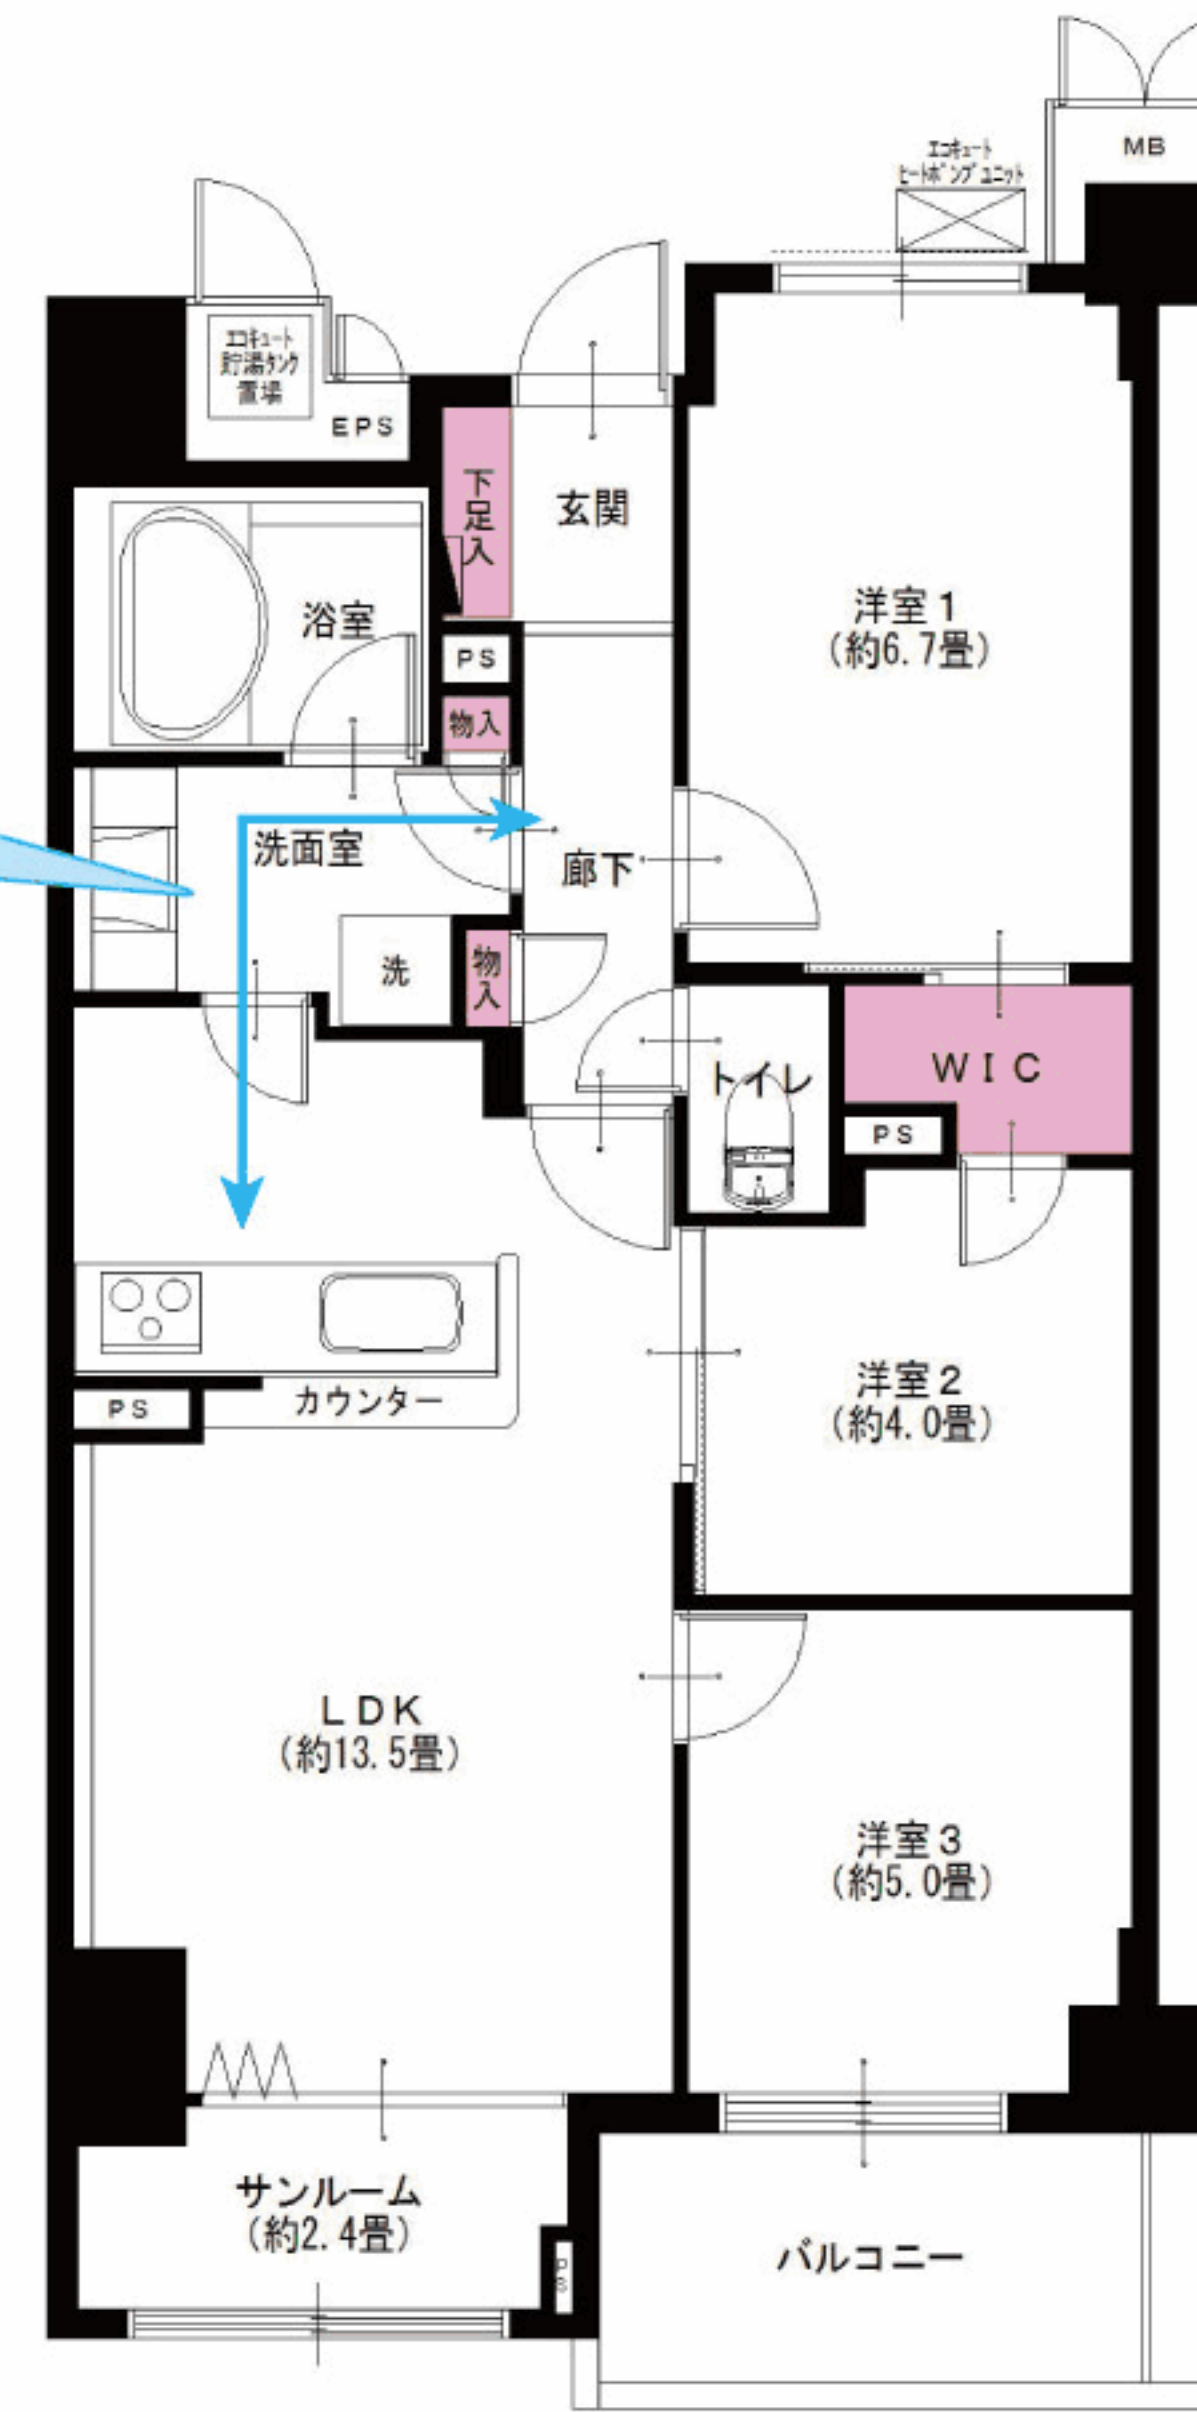 MB
エコキュート
ヒートポンプユニット
エコキュート
貯湯タンク
置場
EPS
下足入
玄関
浴室
洋室1
(約6.7畳)
PS
物入
洗面室
廊下
洗
物入
トイレ
WIC
PS
洋室2
(約4.0畳)
カウンター
PS
LDK
(約13.5畳)
洋室3
(約5.0畳)
サンルーム
(約2.4畳)
PS
バルコニー